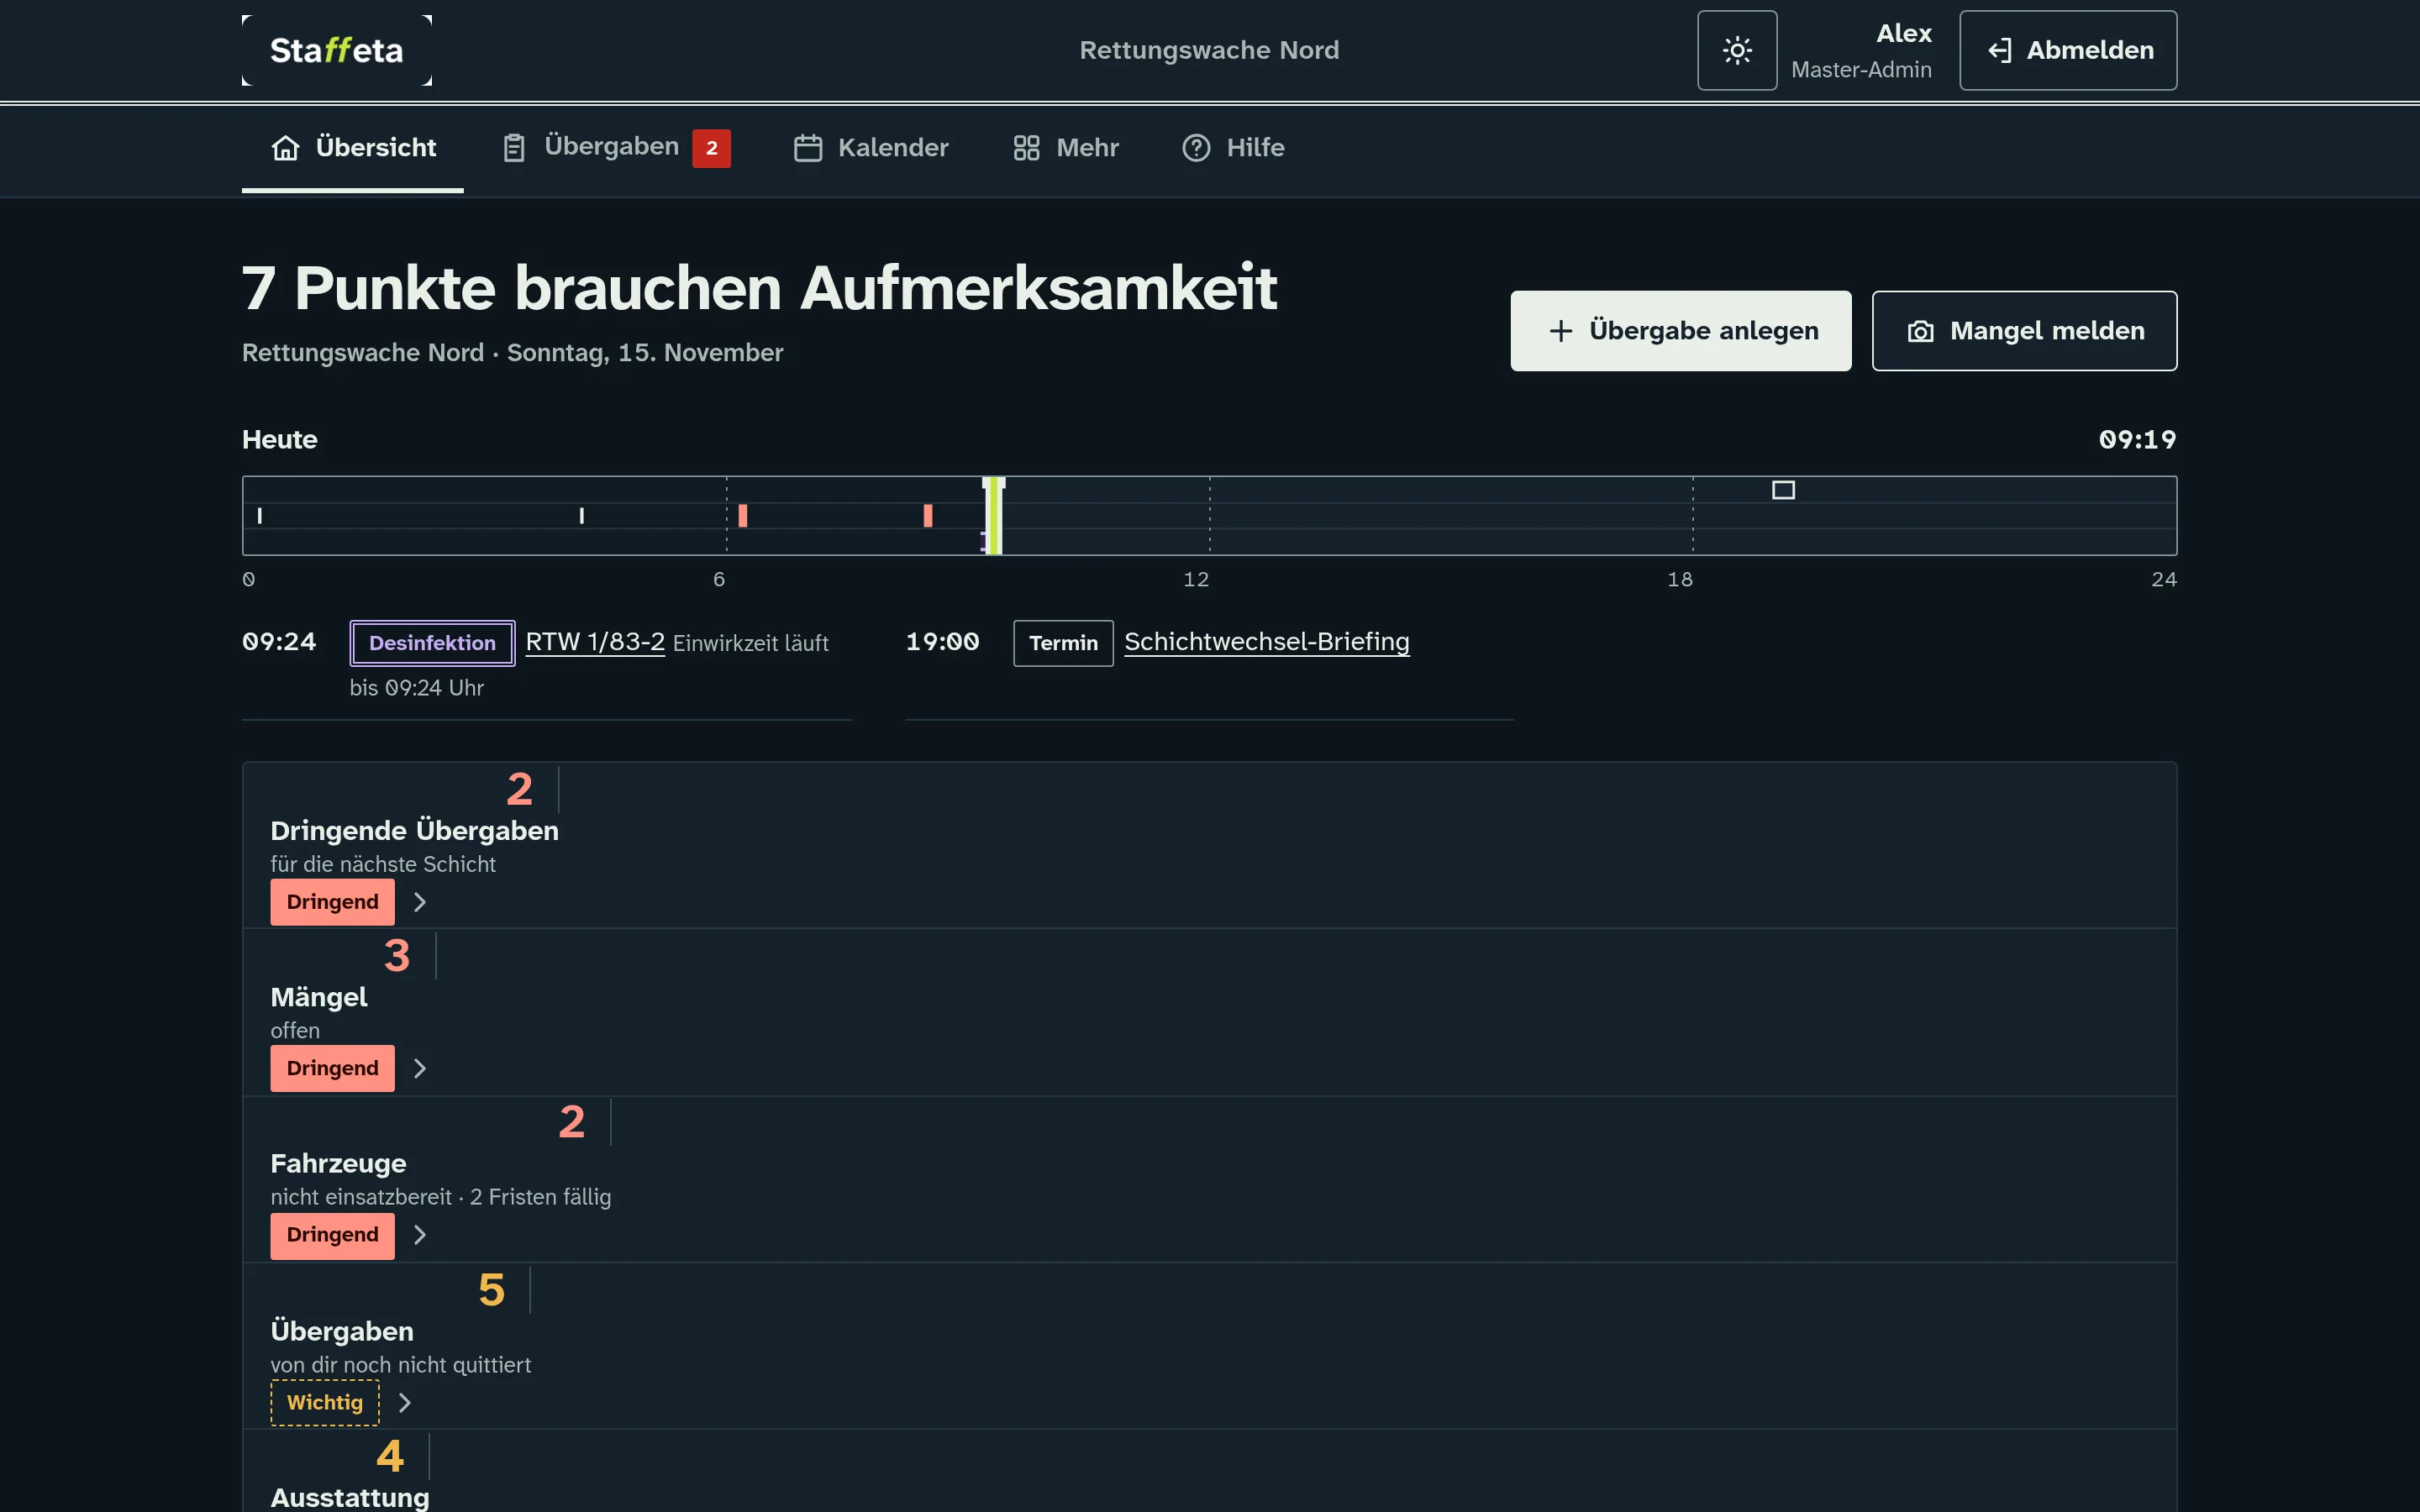 Staffeta
Rettungswache Nord
Alex
Master-Admin
Abmelden
Übersicht
Übergaben 2
Kalender
Mehr
Hilfe
7 Punkte brauchen Aufmerksamkeit
Rettungswache Nord · Sonntag, 15. November
+ Übergabe anlegen
Mangel melden
Heute
09:19
0 6 12 18 24
09:24 Desinfektion RTW 1/83-2 Einwirkzeit läuft
bis 09:24 Uhr
19:00 Termin Schichtwechsel-Briefing
2
Dringende Übergaben
für die nächste Schicht
Dringend
3
Mängel
offen
Dringend
2
Fahrzeuge
nicht einsatzbereit · 2 Fristen fällig
Dringend
5
Übergaben
von dir noch nicht quittiert
Wichtig
4
Ausstattung